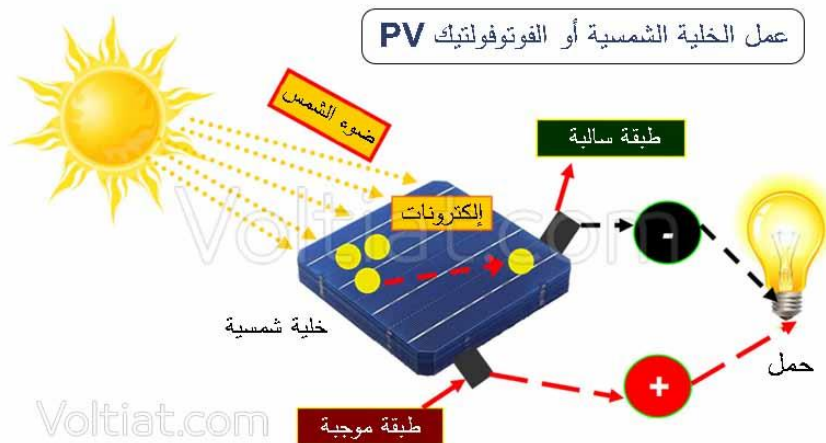 عمل الخلية الشمسية أو الفوتوفولتيك PV
ضوء الشمس
طبقة سالبة
إلكترونات
Voltiat.com
-
خلية شمسية
حمل
+
طبقة موجبة
Voltiat.com